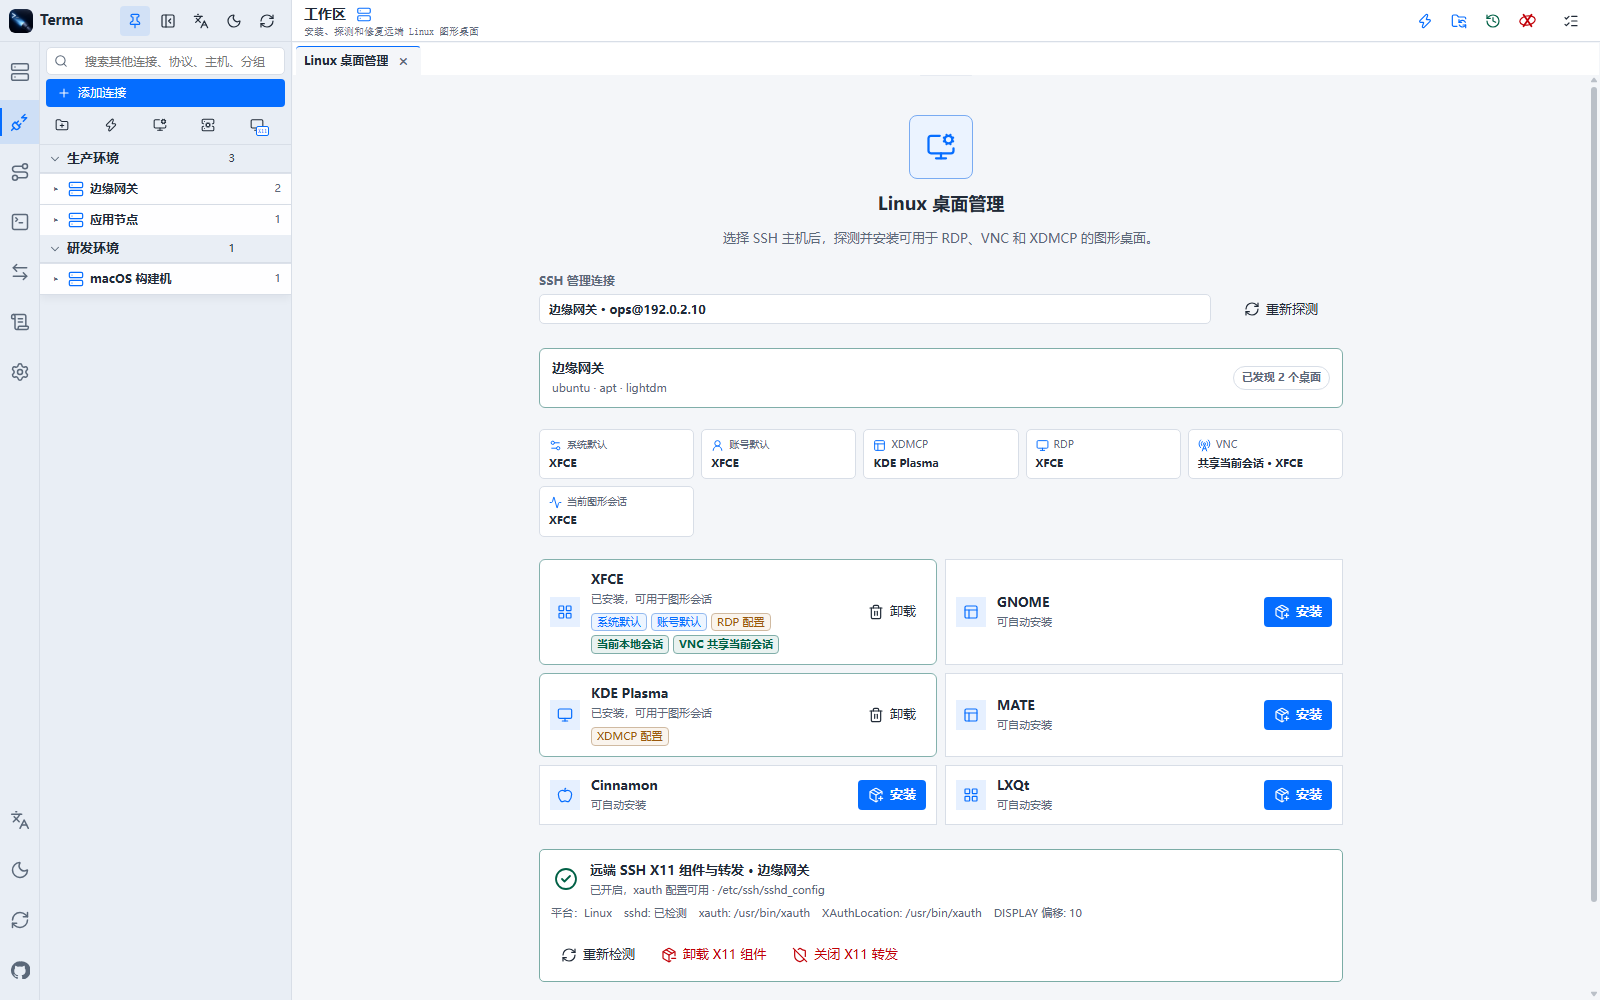 Terma
工作区
安装、探测和修复远端 Linux 图形桌面
搜索其他连接、协议、主机、分组
添加连接
X11
生产环境 3
边缘网关 2
应用节点 1
研发环境 1
macOS 构建机 1
Linux 桌面管理
Linux 桌面管理
选择 SSH 主机后，探测并安装可用于 RDP、VNC 和 XDMCP 的图形桌面。
SSH 管理连接
边缘网关 • ops@192.0.2.10
重新探测
边缘网关
ubuntu · apt · lightdm
已发现 2 个桌面
系统默认
XFCE
账号默认
XFCE
XDMCP
KDE Plasma
RDP
XFCE
VNC
共享当前会话 • XFCE
当前图形会话
XFCE
XFCE
已安装，可用于图形会话
系统默认 账号默认 RDP 配置
当前本地会话 VNC 共享当前会话
卸载
GNOME
可自动安装
安装
KDE Plasma
已安装，可用于图形会话
XDMCP 配置
卸载
MATE
可自动安装
安装
Cinnamon
可自动安装
安装
LXQt
可自动安装
安装
远端 SSH X11 组件与转发 • 边缘网关
已开启，xauth 配置可用 · /etc/ssh/sshd_config
平台: Linux sshd: 已检测 xauth: /usr/bin/xauth XAuthLocation: /usr/bin/xauth DISPLAY 偏移: 10
重新检测 卸载 X11 组件 关闭 X11 转发